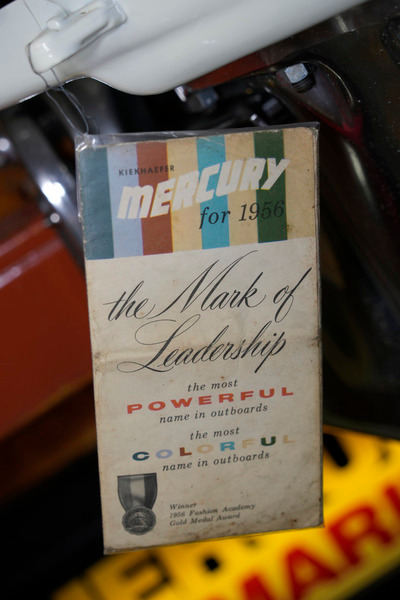 KIEKHAEFER
MERCURY
for 1956
the Mark of
Leadership
the most
POWERFUL
name in outboards
the most
COLORFUL
name in outboards
Winner
1956 Fashion Academy
Gold Medal Award
MARI